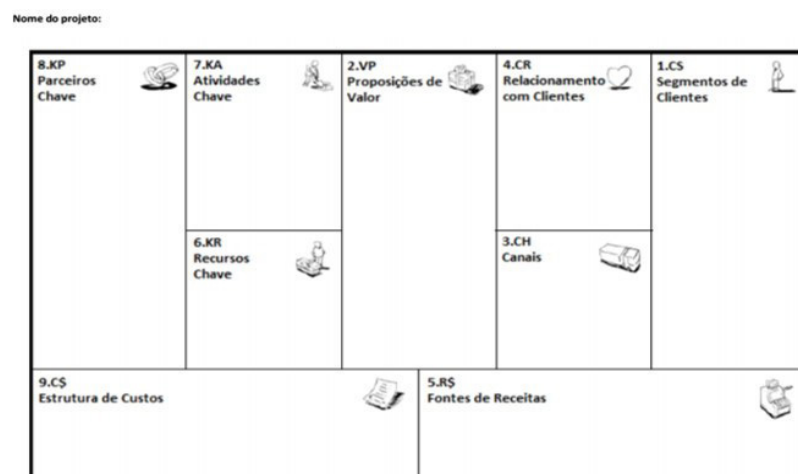 Nome do projeto:
8.KP
Parceiros
Chave
7.KA
Atividades
Chave
2.VP
Proposições de
Valor
4.CR
Relacionamento
com Clientes
1.CS
Segmentos de
Clientes
6.KR
Recursos
Chave
3.CH
Canais
9.C$
Estrutura de Custos
5.R$
Fontes de Receitas